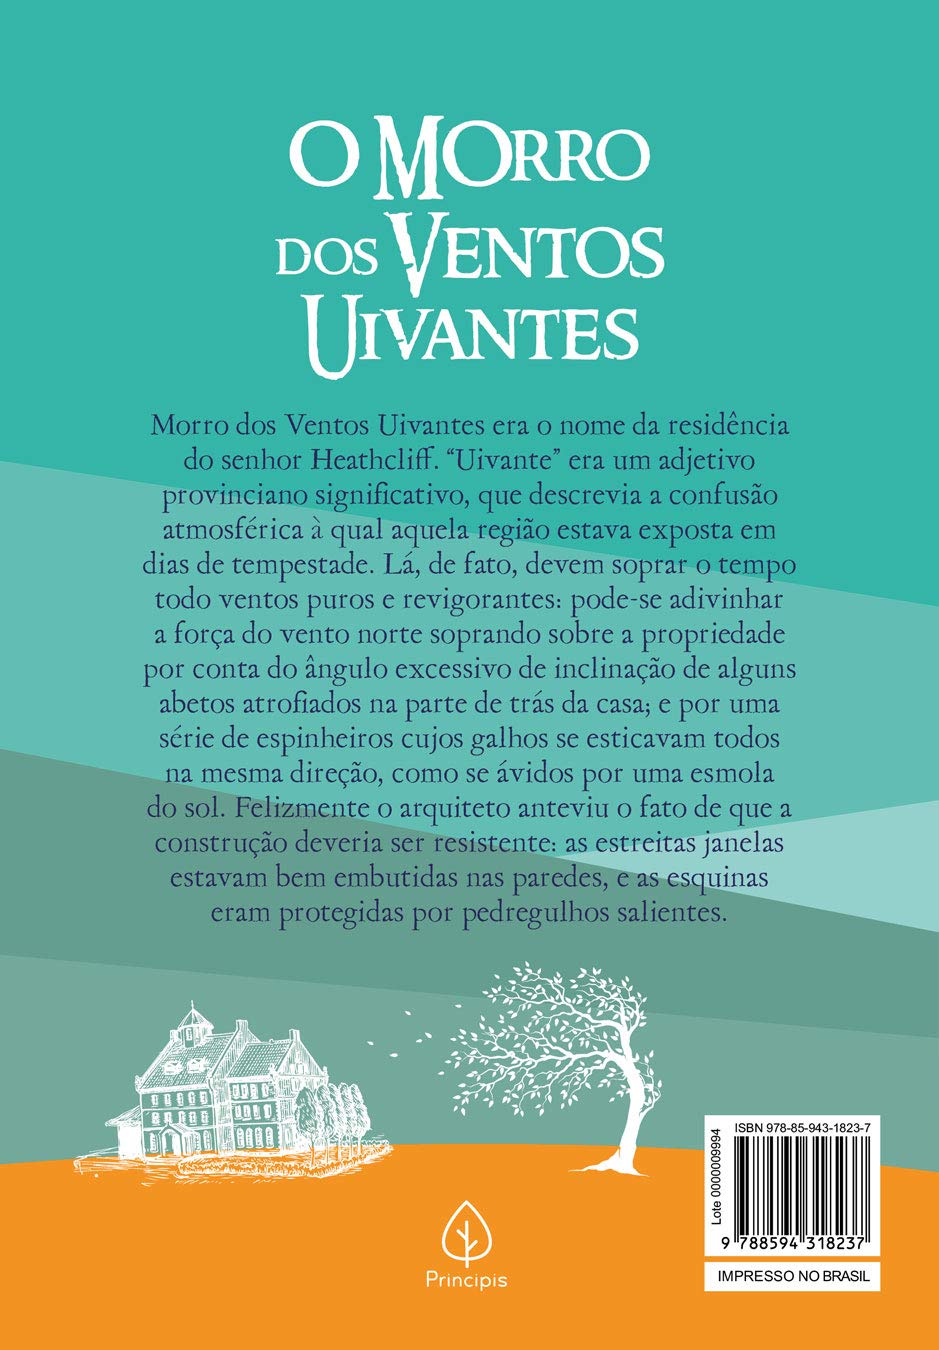 O MORRO
DOS VENTOS
UIVANTES
Morro dos Ventos Uivantes era o nome da residência
do senhor Heathcliff. “Uivante” era um adjetivo
provinciano significativo, que descrevia a confusão
atmosférica à qual aquela região estava exposta em
dias de tempestade. Lá, de fato, devem soprar o tempo
todo ventos puros e revigorantes: pode-se adivinhar
a força do vento norte soprando sobre a propriedade
por conta do ângulo excessivo de inclinação de alguns
abetos atrofiados na parte de trás da casa; e por uma
série de espinheiros cujos galhos se esticavam todos
na mesma direção, como se ávidos por uma esmola
do sol. Felizmente o arquiteto anteviu o fato de que a
construção deveria ser resistente: as estreitas janelas
estavam bem embutidas nas paredes, e as esquinas
eram protegidas por pedregulhos salientes.
Principis
Lote 0000009994
ISBN 978-85-943-1823-7
9 788594 318237
IMPRESSO NO BRASIL